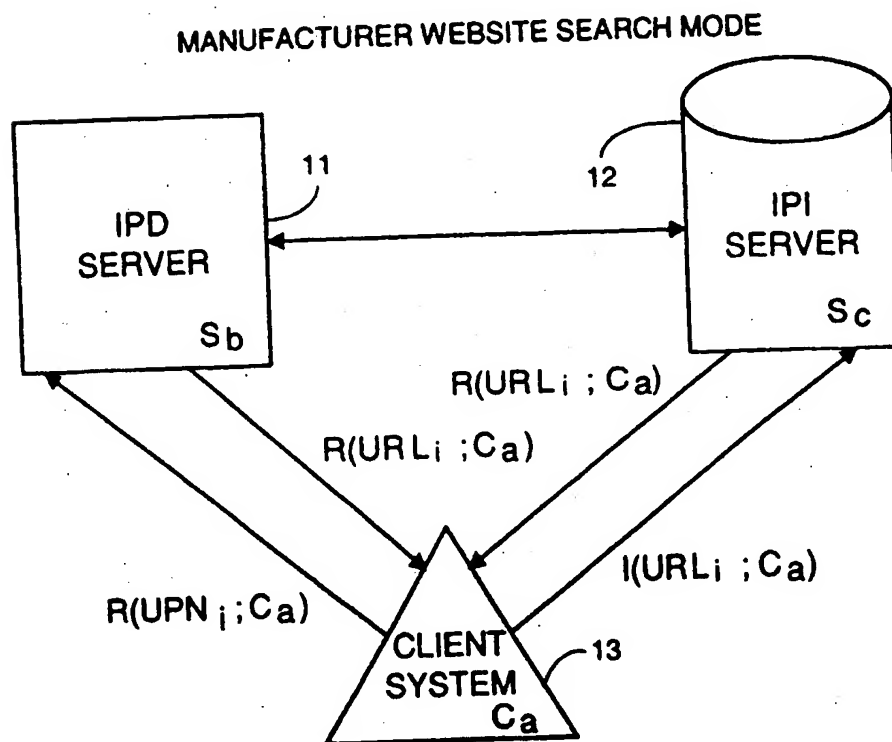 MANUFACTURER WEBSITE SEARCH MODE
11
12
IPD
SERVER
Sb
IPI
SERVER
Sc
R(URLi ;Ca)
R(URLi ;Ca)
R(UPNi ;Ca)
I(URLi ;Ca)
CLIENT
SYSTEM
Ca
13